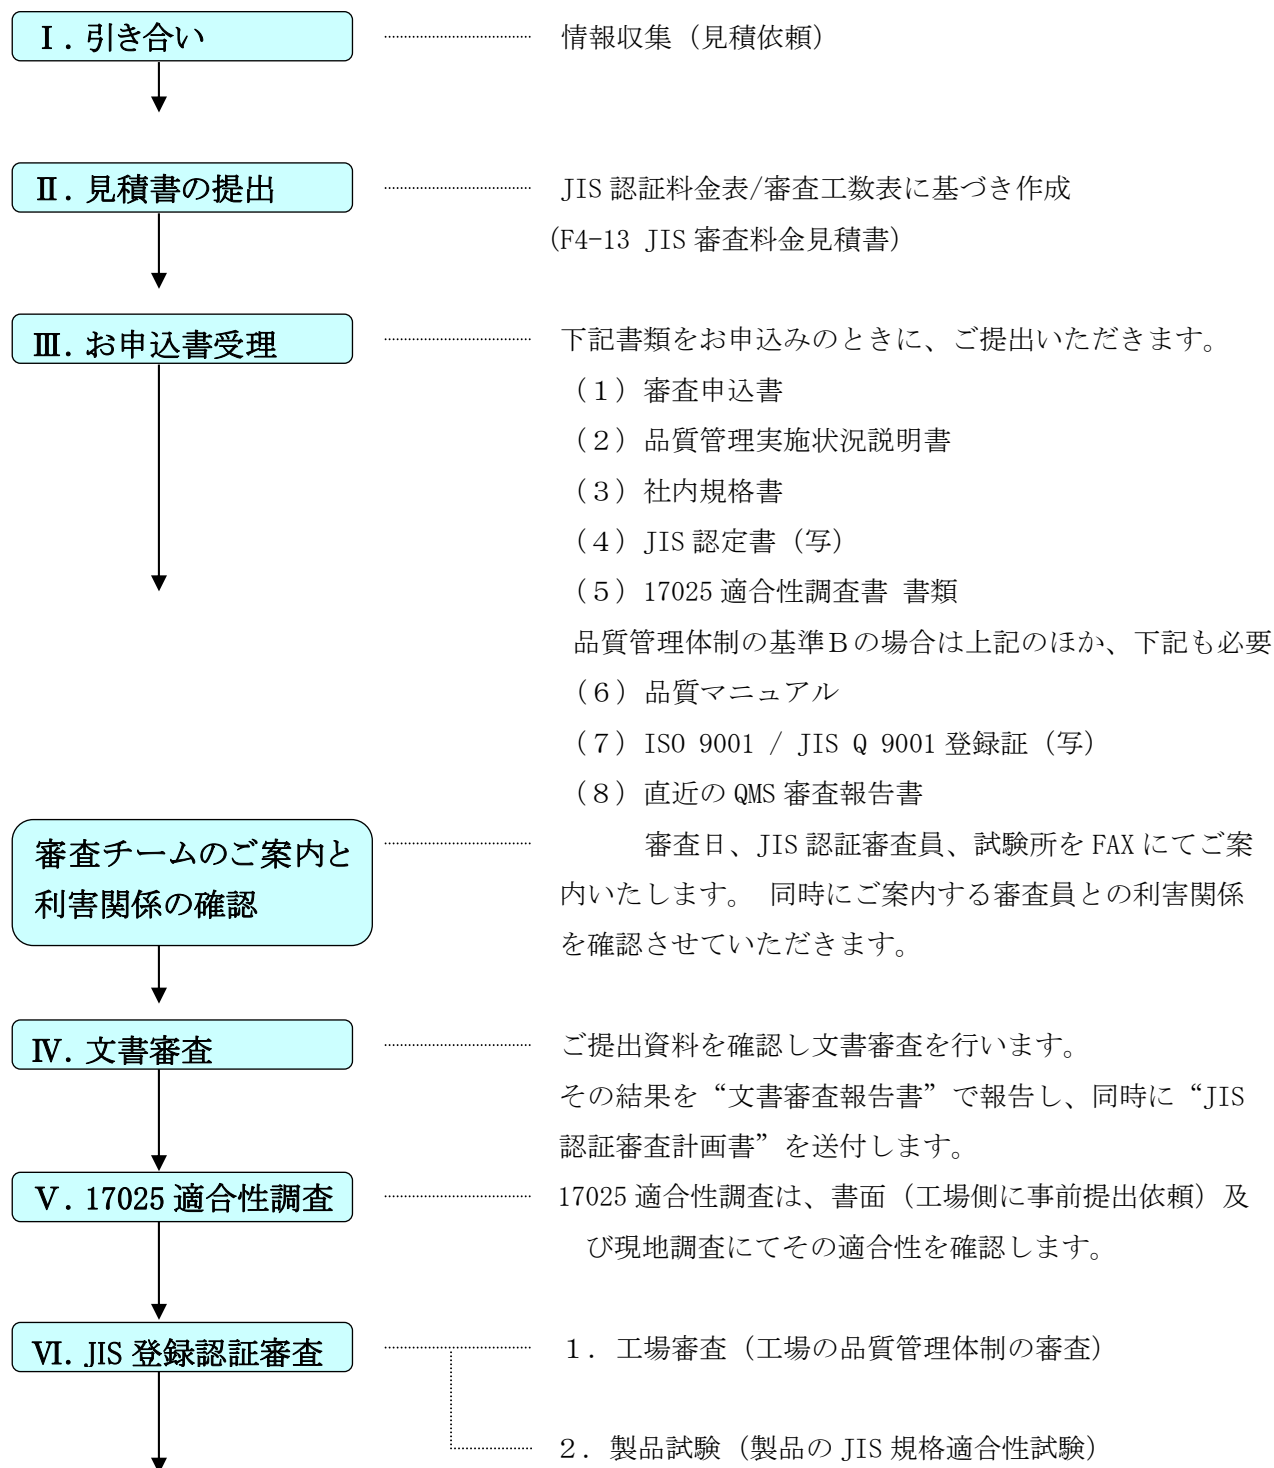 Ⅰ. 引き合い
情報収集（見積依頼）
Ⅱ. 見積書の提出
JIS 認証料金表/審査工数表に基づき作成
(F4-13 JIS 審査料金見積書）
Ⅲ. お申込書受理
下記書類をお申込みのときに、ご提出いただきます。
（1）審査申込書
（2）品質管理実施状況説明書
（3）社内規格書
（4）JIS 認定書（写）
（5）17025 適合性調査書 書類
品質管理体制の基準Bの場合は上記のほか、下記も必要
（6）品質マニュアル
（7）ISO 9001 / JIS Q 9001 登録証（写）
（8）直近の QMS 審査報告書
審査チームのご案内と
利害関係の確認
審査日、JIS 認証審査員、試験所を FAX にてご案
内いたします。 同時にご案内する審査員との利害関係
を確認させていただきます。
Ⅳ. 文書審査
ご提出資料を確認し文書審査を行います。
その結果を“文書審査報告書”で報告し、同時に“JIS
認証審査計画書”を送付します。
Ⅴ. 17025 適合性調査
17025 適合性調査は、書面（工場側に事前提出依頼）及
び現地調査にてその適合性を確認します。
Ⅵ. JIS 登録認証審査
１．工場審査（工場の品質管理体制の審査）
２．製品試験（製品の JIS 規格適合性試験）